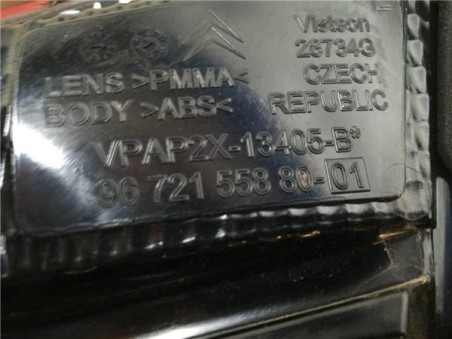 Visteon
26734G
LENS >PMMA< CZECH
BODY >ABS< REPUBLIC
VPAP2X-13405-B*
96 721 558 80-01